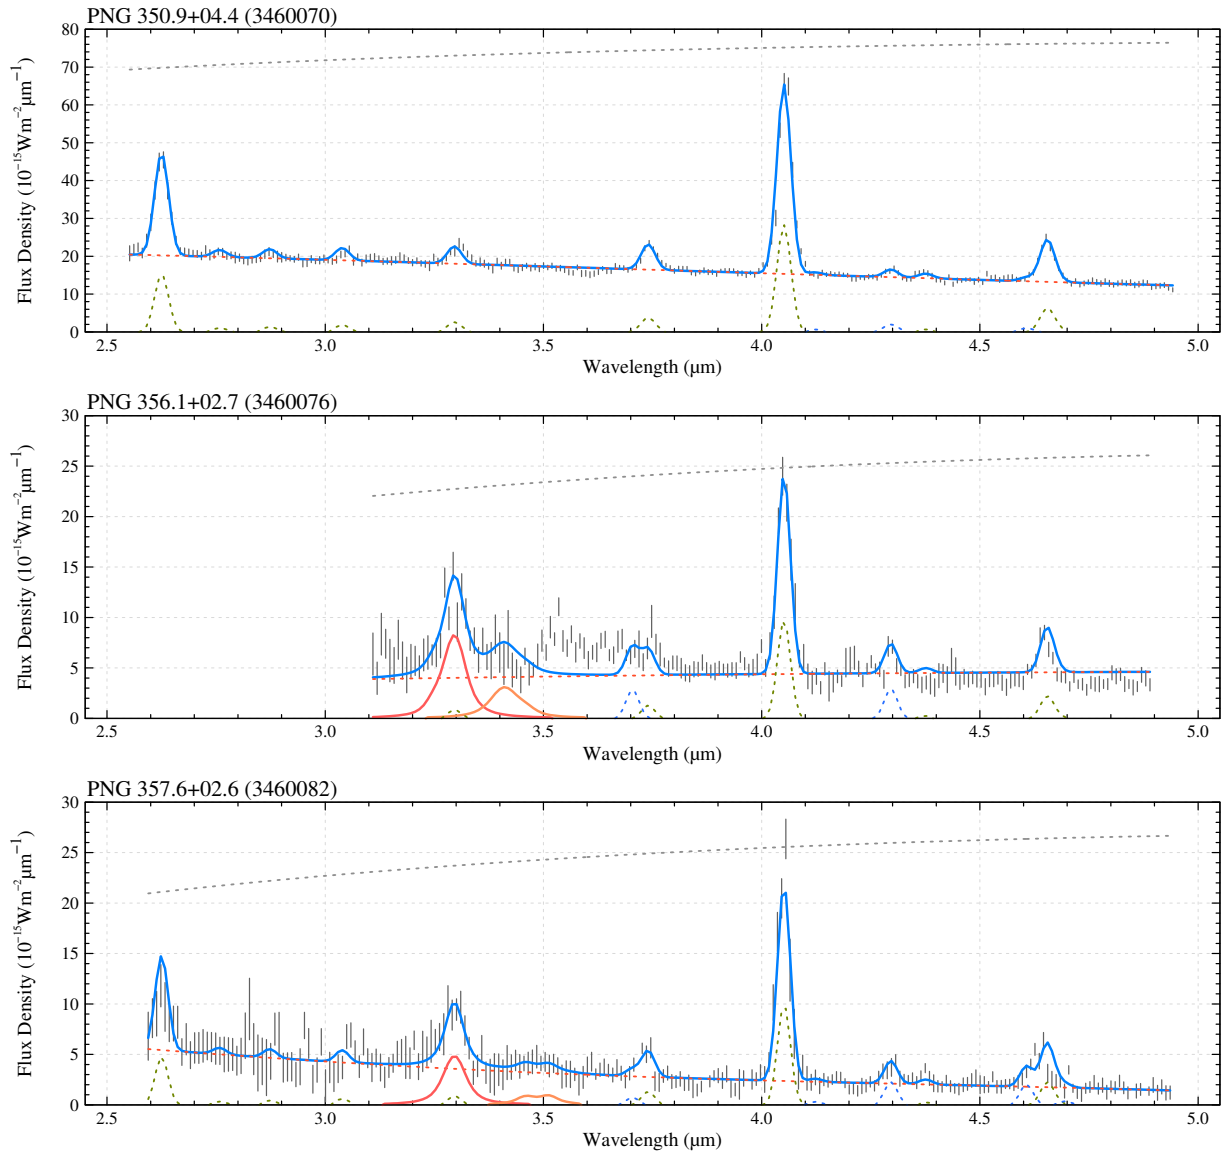 PNG 350.9+04.4 (3460070)
80
70
60
50
40
30
20
10
0
Flux Density (10⁻¹⁵Wm⁻²µm⁻¹)
2.5 3.0 3.5 4.0 4.5 5.0
Wavelength (µm)
PNG 356.1+02.7 (3460076)
30
25
20
15
10
5
0
Flux Density (10⁻¹⁵Wm⁻²µm⁻¹)
2.5 3.0 3.5 4.0 4.5 5.0
Wavelength (µm)
PNG 357.6+02.6 (3460082)
30
25
20
15
10
5
0
Flux Density (10⁻¹⁵Wm⁻²µm⁻¹)
2.5 3.0 3.5 4.0 4.5 5.0
Wavelength (µm)